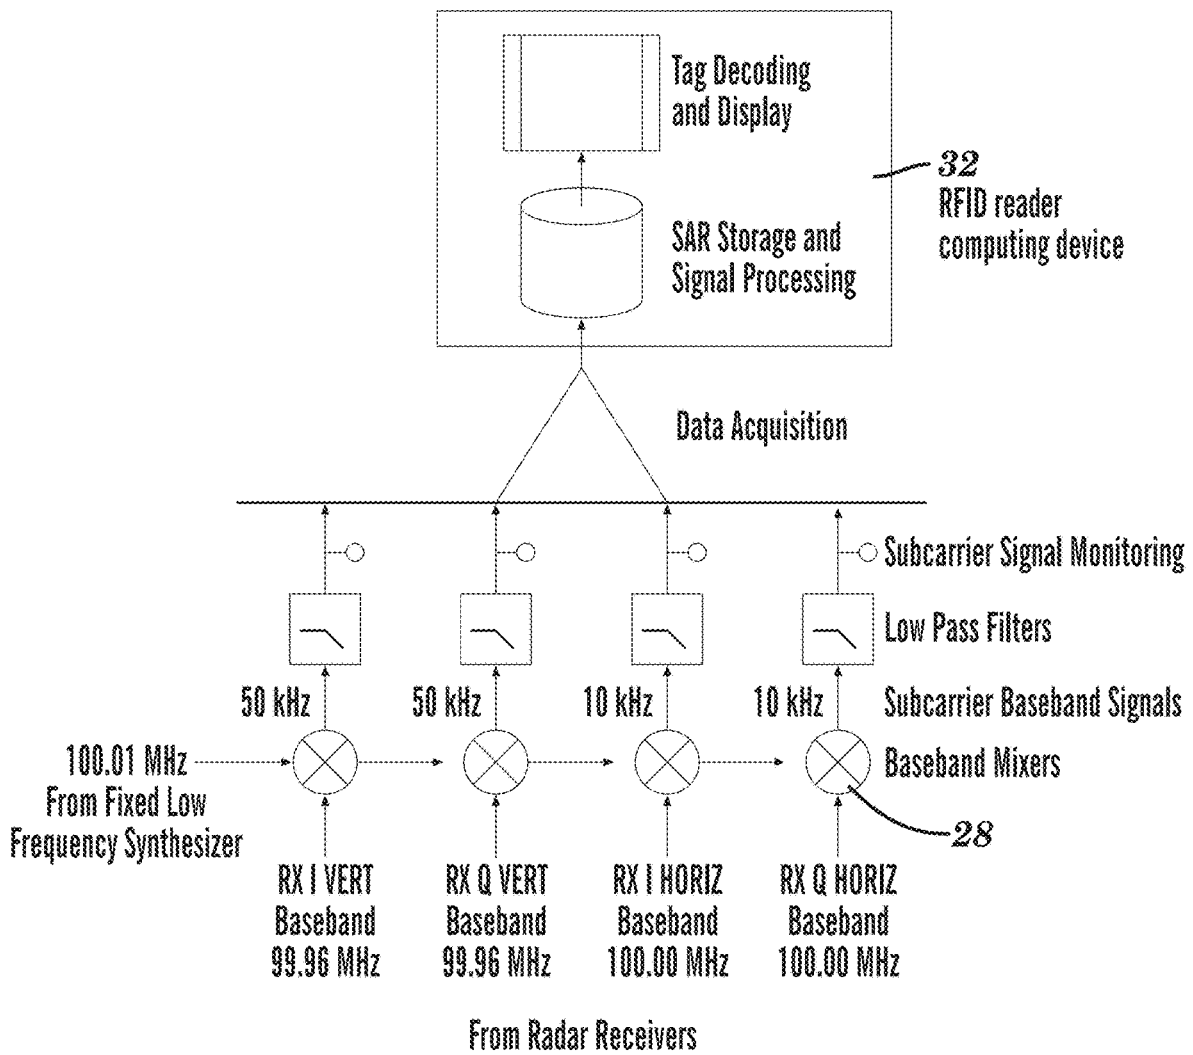 Tag Decoding
and Display
32
RFID reader
computing device
SAR Storage and
Signal Processing
Data Acquisition
Subcarrier Signal Monitoring
Low Pass Filters
50 kHz
50 kHz
10 kHz
10 kHz
Subcarrier Baseband Signals
100.01 MHz
From Fixed Low
Frequency Synthesizer
Baseband Mixers
28
RX I VERT
Baseband
99.96 MHz
RX Q VERT
Baseband
99.96 MHz
RX I HORIZ
Baseband
100.00 MHz
RX Q HORIZ
Baseband
100.00 MHz
From Radar Receivers